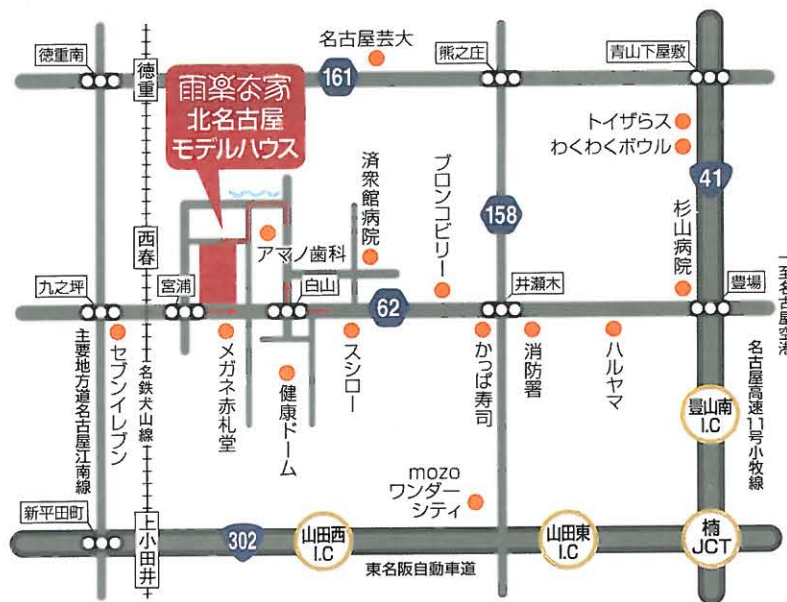 名古屋芸大
徳重南
徳重
161
熊之庄
青山下屋敷
雨楽な家
北名古屋
モデルハウス
トイザらス
わくわくボウル
41
済衆館病院
ブロンコビリー
158
杉山病院
西春
アマノ歯科
九之坪
宮浦
白山
62
井瀬木
豊場
至名古屋空港
主要地方道名古屋江南線
セブンイレブン
名鉄犬山線
メガネ赤札堂
健康ドーム
スシロー
かっぱ寿司
消防署
ハルヤマ
豊山南
I.C
名古屋高速11号小牧線
mozo
ワンダー
シティ
新平田町
上小田井
302
山田西
I.C
山田東
I.C
楠
JCT
東名阪自動車道